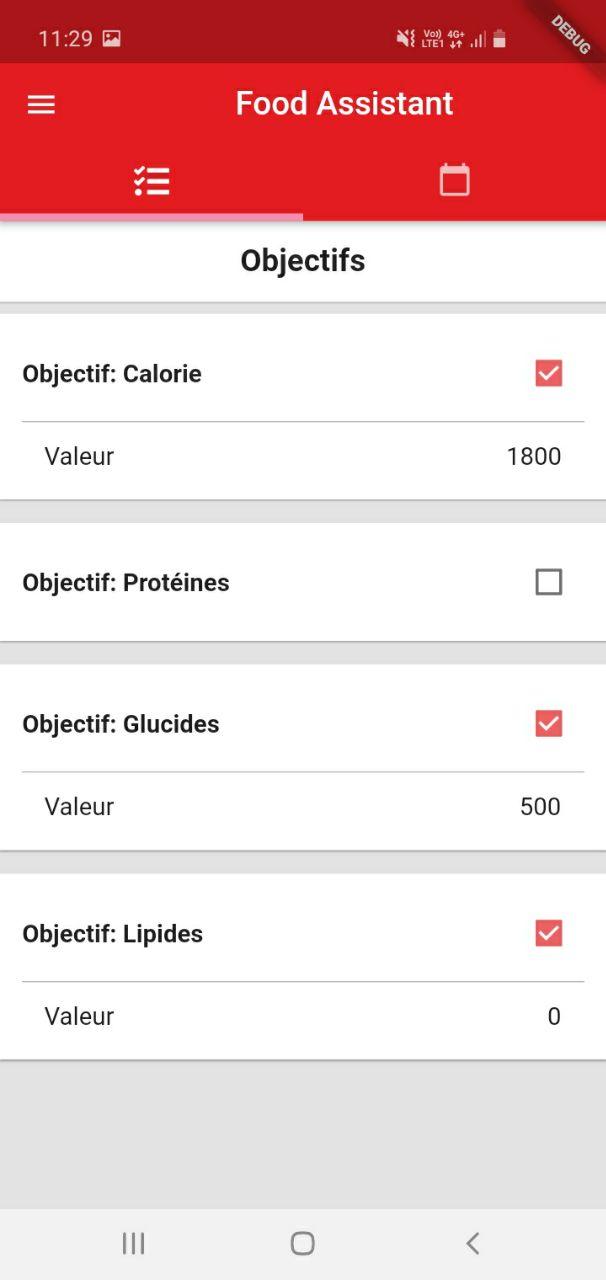 11:29
Vo)) 4G+
LTE1
DEBUG
Food Assistant
Objectifs
Objectif: Calorie
Valeur 1800
Objectif: Protéines
Objectif: Glucides
Valeur 500
Objectif: Lipides
Valeur 0